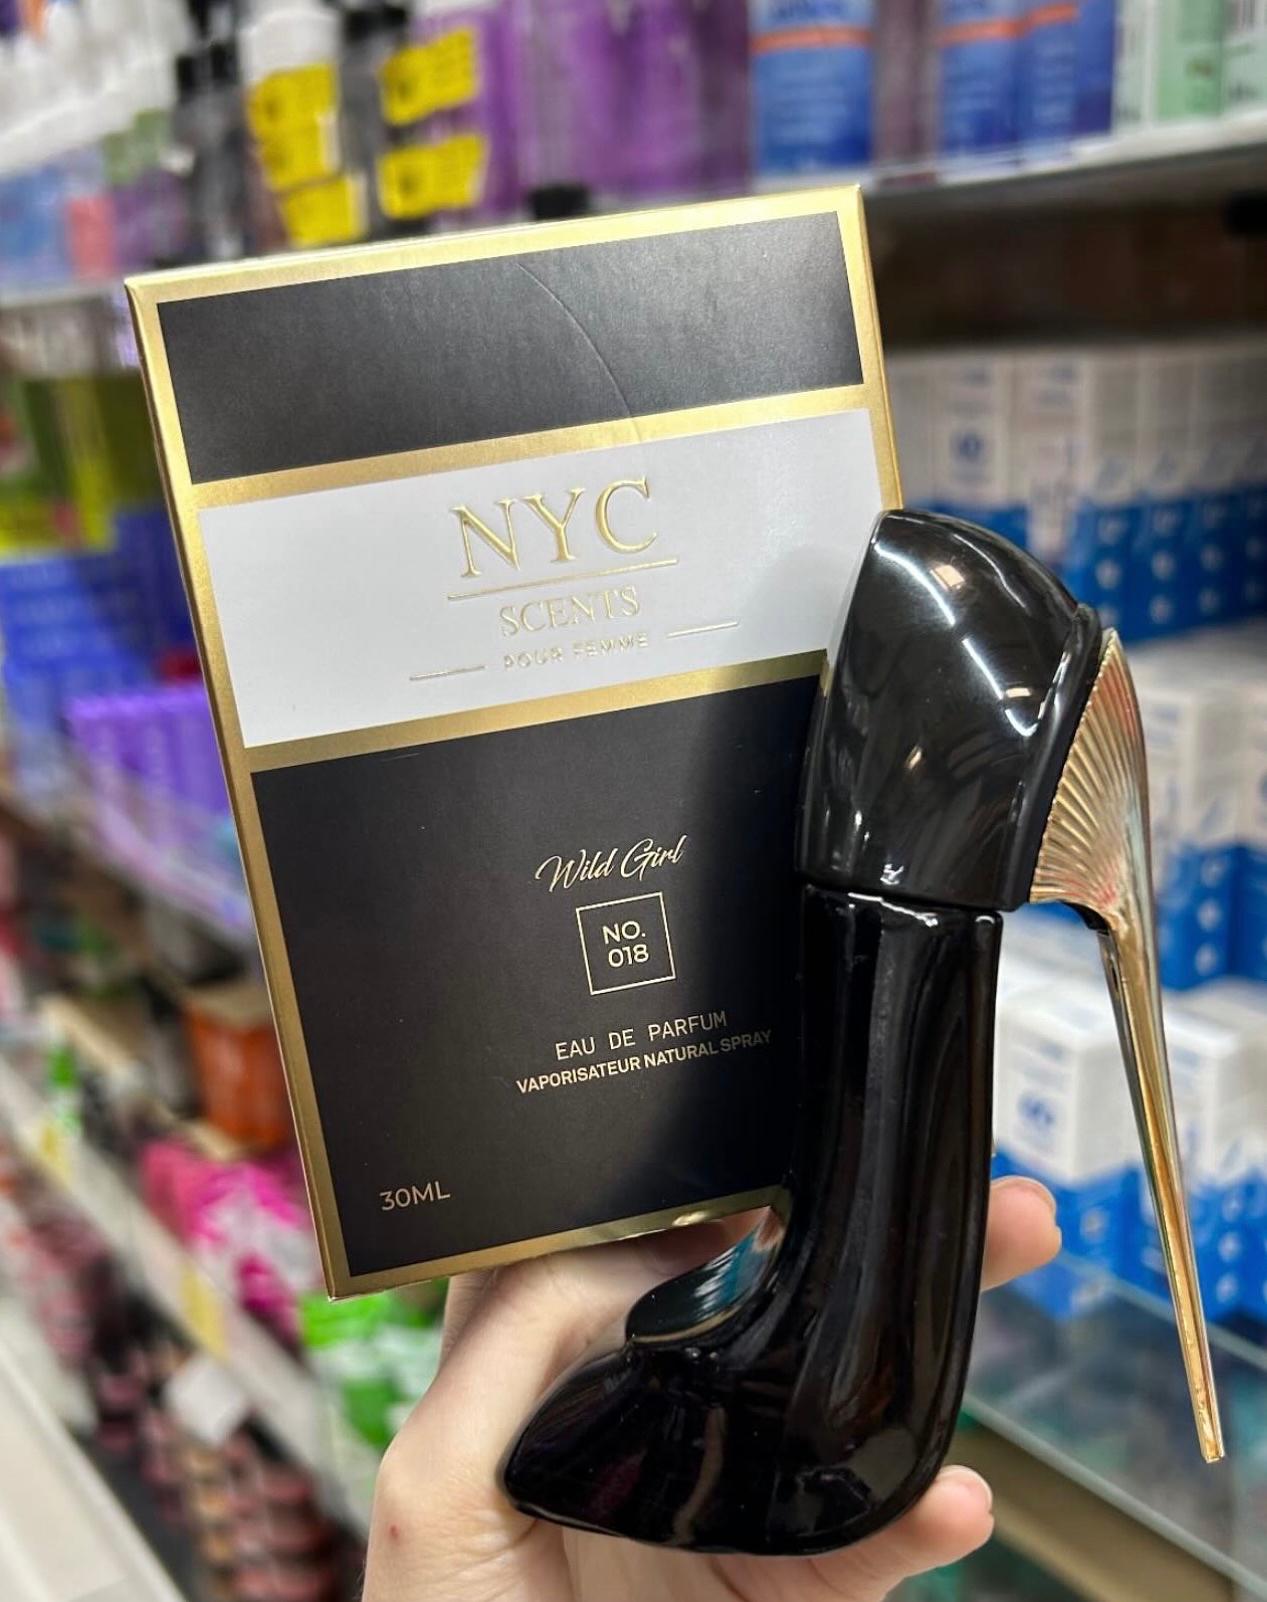 NYC
SCENTS
POUR FEMME
Wild Girl
NO.
018
EAU DE PARFUM
VAPORISATEUR NATURAL SPRAY
30ML